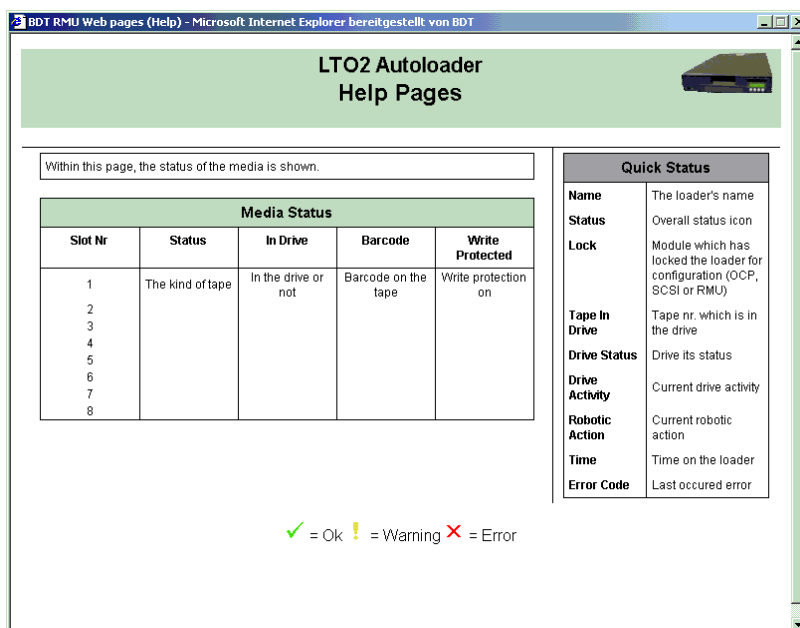 BDT RMU Web pages (Help) - Microsoft Internet Explorer bereitgestellt von BDT
LTO2 Autoloader
Help Pages
Within this page, the status of the media is shown.
Media Status
Slot Nr Status In Drive Barcode Write
Protected
1 The kind of tape In the drive or
not Barcode on the
tape Write protection
on
2
3
4
5
6
7
8
Quick Status
Name The loader's name
Status Overall status icon
Lock Module which has
locked the loader for
configuration (OCP,
SCSI or RMU)
Tape In
Drive Tape nr. which is in
the drive
Drive Status Drive its status
Drive
Activity Current drive activity
Robotic
Action Current robotic
action
Time Time on the loader
Error Code Last occured error
= Ok ! = Warning = Error